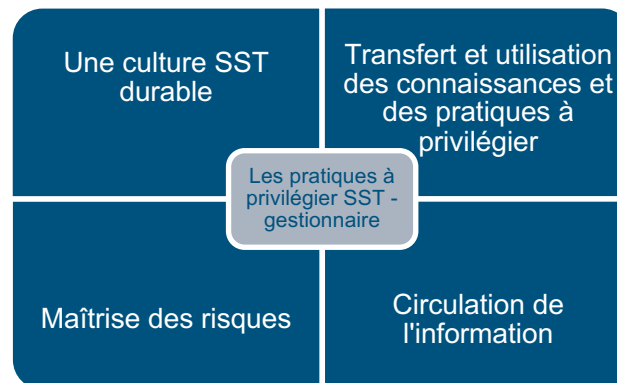 Une culture SST
durable
Transfert et utilisation
des connaissances et
des pratiques à
privilégier
Les pratiques à
privilégier SST -
gestionnaire
Maîtrise des risques
Circulation de
l'information